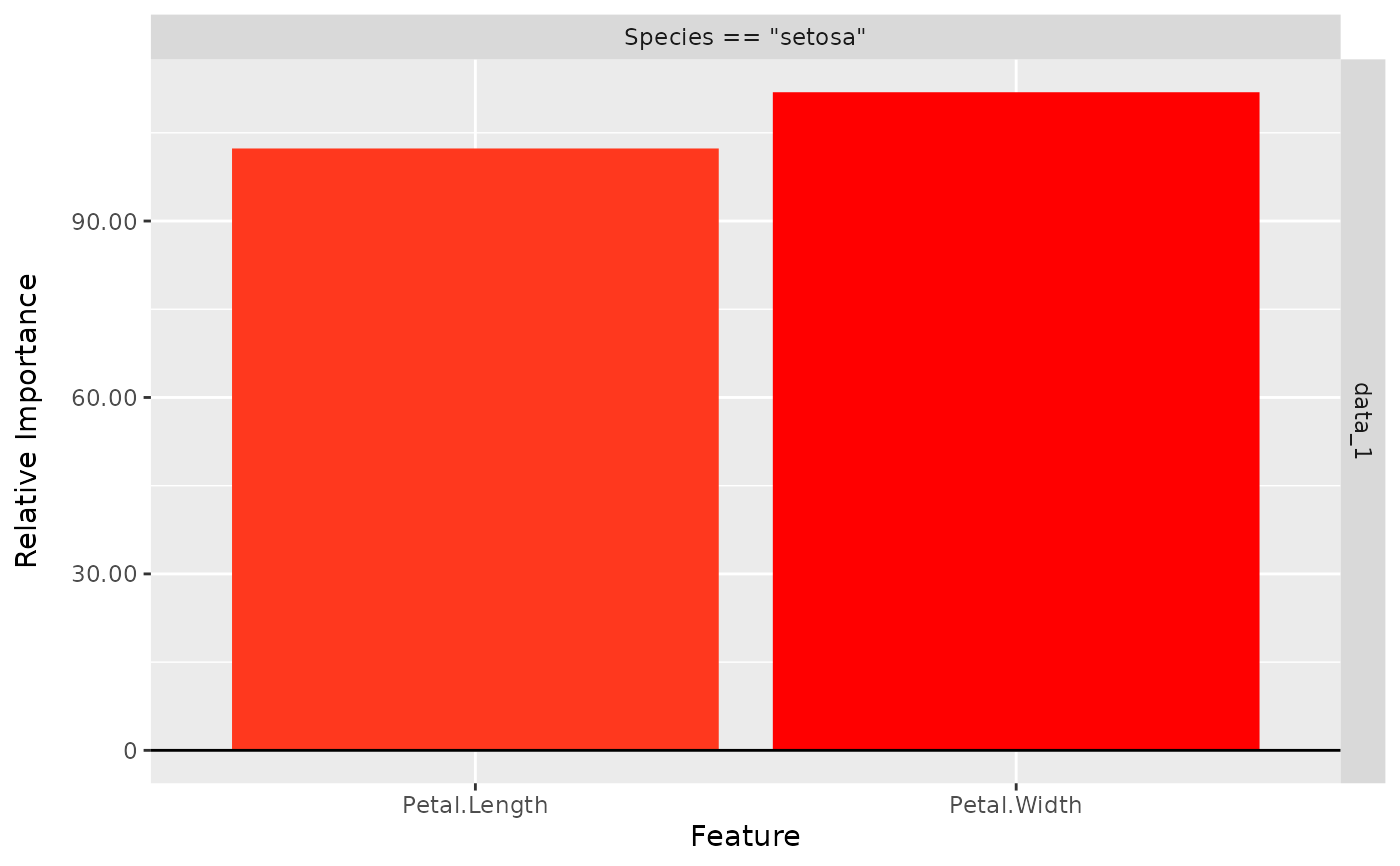 Species == "setosa"
Relative Importance
90.00
60.00
30.00
0
data_1
Petal.Length
Petal.Width
Feature